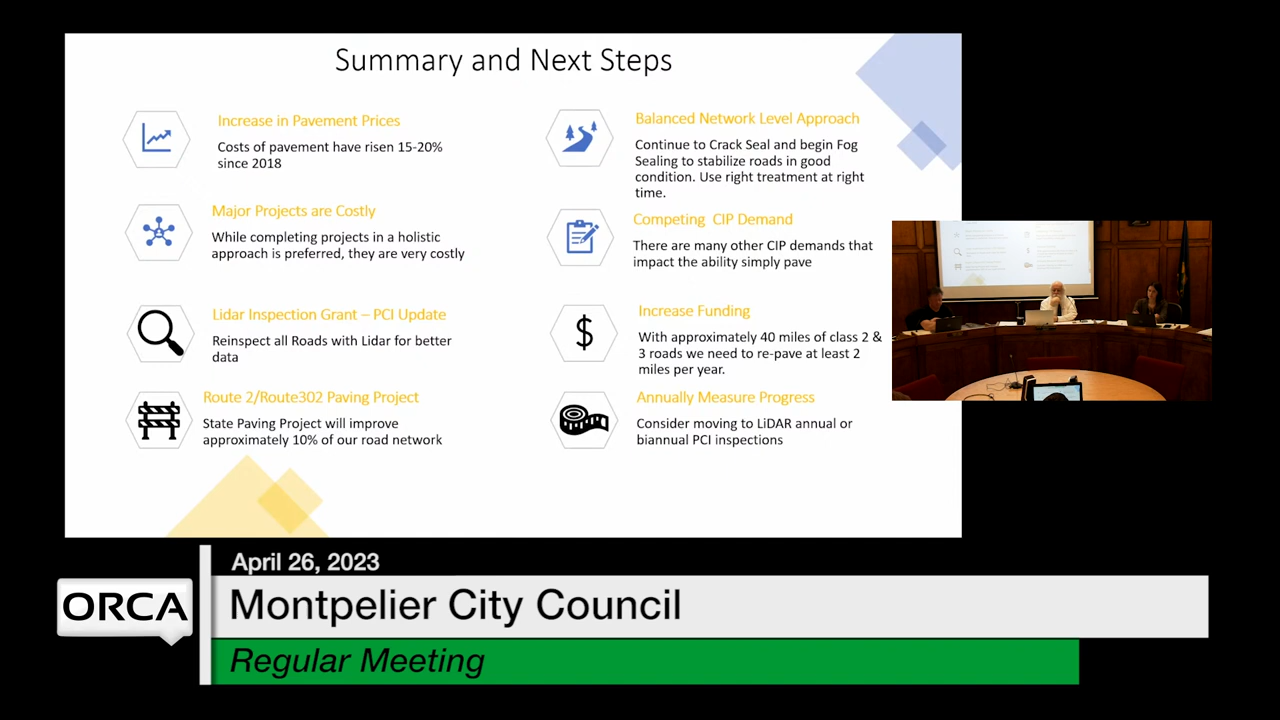 Summary and Next Steps
Increase in Pavement Prices
Costs of pavement have risen 15-20%
since 2018
Major Projects are Costly
While completing projects in a holistic
approach is preferred, they are very costly
Lidar Inspection Grant – PCI Update
Reinspect all Roads with Lidar for better
data
Route 2/Route302 Paving Project
State Paving Project will improve
approximately 10% of our road network
Balanced Network Level Approach
Continue to Crack Seal and begin Fog
Sealing to stabilize roads in good
condition. Use right treatment at right
time.
Competing CIP Demand
There are many other CIP demands that
impact the ability simply pave
$
Increase Funding
With approximately 40 miles of class 2 &
3 roads we need to re-pave at least 2
miles per year.
Annually Measure Progress
Consider moving to LiDAR annual or
biannual PCI inspections
April 26, 2023
ORCA
Montpelier City Council
Regular Meeting